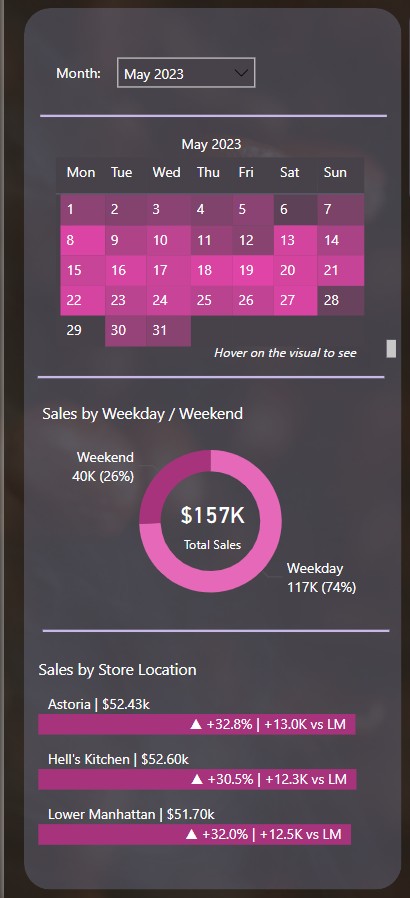 Month: May 2023
May 2023
Mon Tue Wed Thu Fri Sat Sun
1 2 3 4 5 6 7
8 9 10 11 12 13 14
15 16 17 18 19 20 21
22 23 24 25 26 27 28
29 30 31
Hover on the visual to see
Sales by Weekday / Weekend
Weekend
40K (26%)
$157K
Total Sales
Weekday
117K (74%)
Sales by Store Location
Astoria | $52.43k
▲ +32.8% | +13.0K vs LM
Hell's Kitchen | $52.60k
▲ +30.5% | +12.3K vs LM
Lower Manhattan | $51.70k
▲ +32.0% | +12.5K vs LM